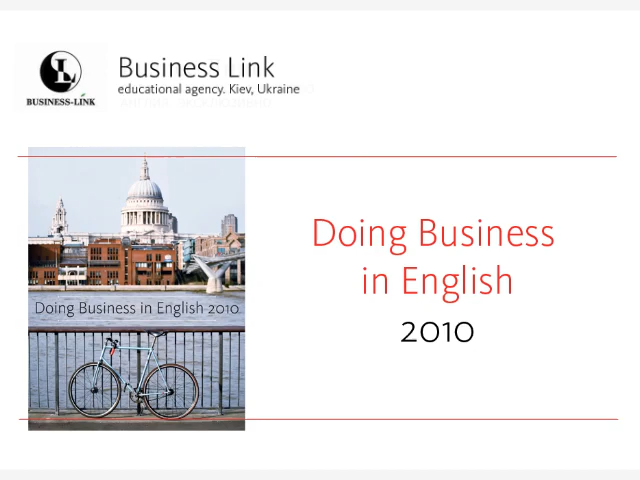 Business Link
educational agency. Kiev, Ukraine
BUSINESS-LINK
Doing Business
in English
2010
Doing Business in English 2010